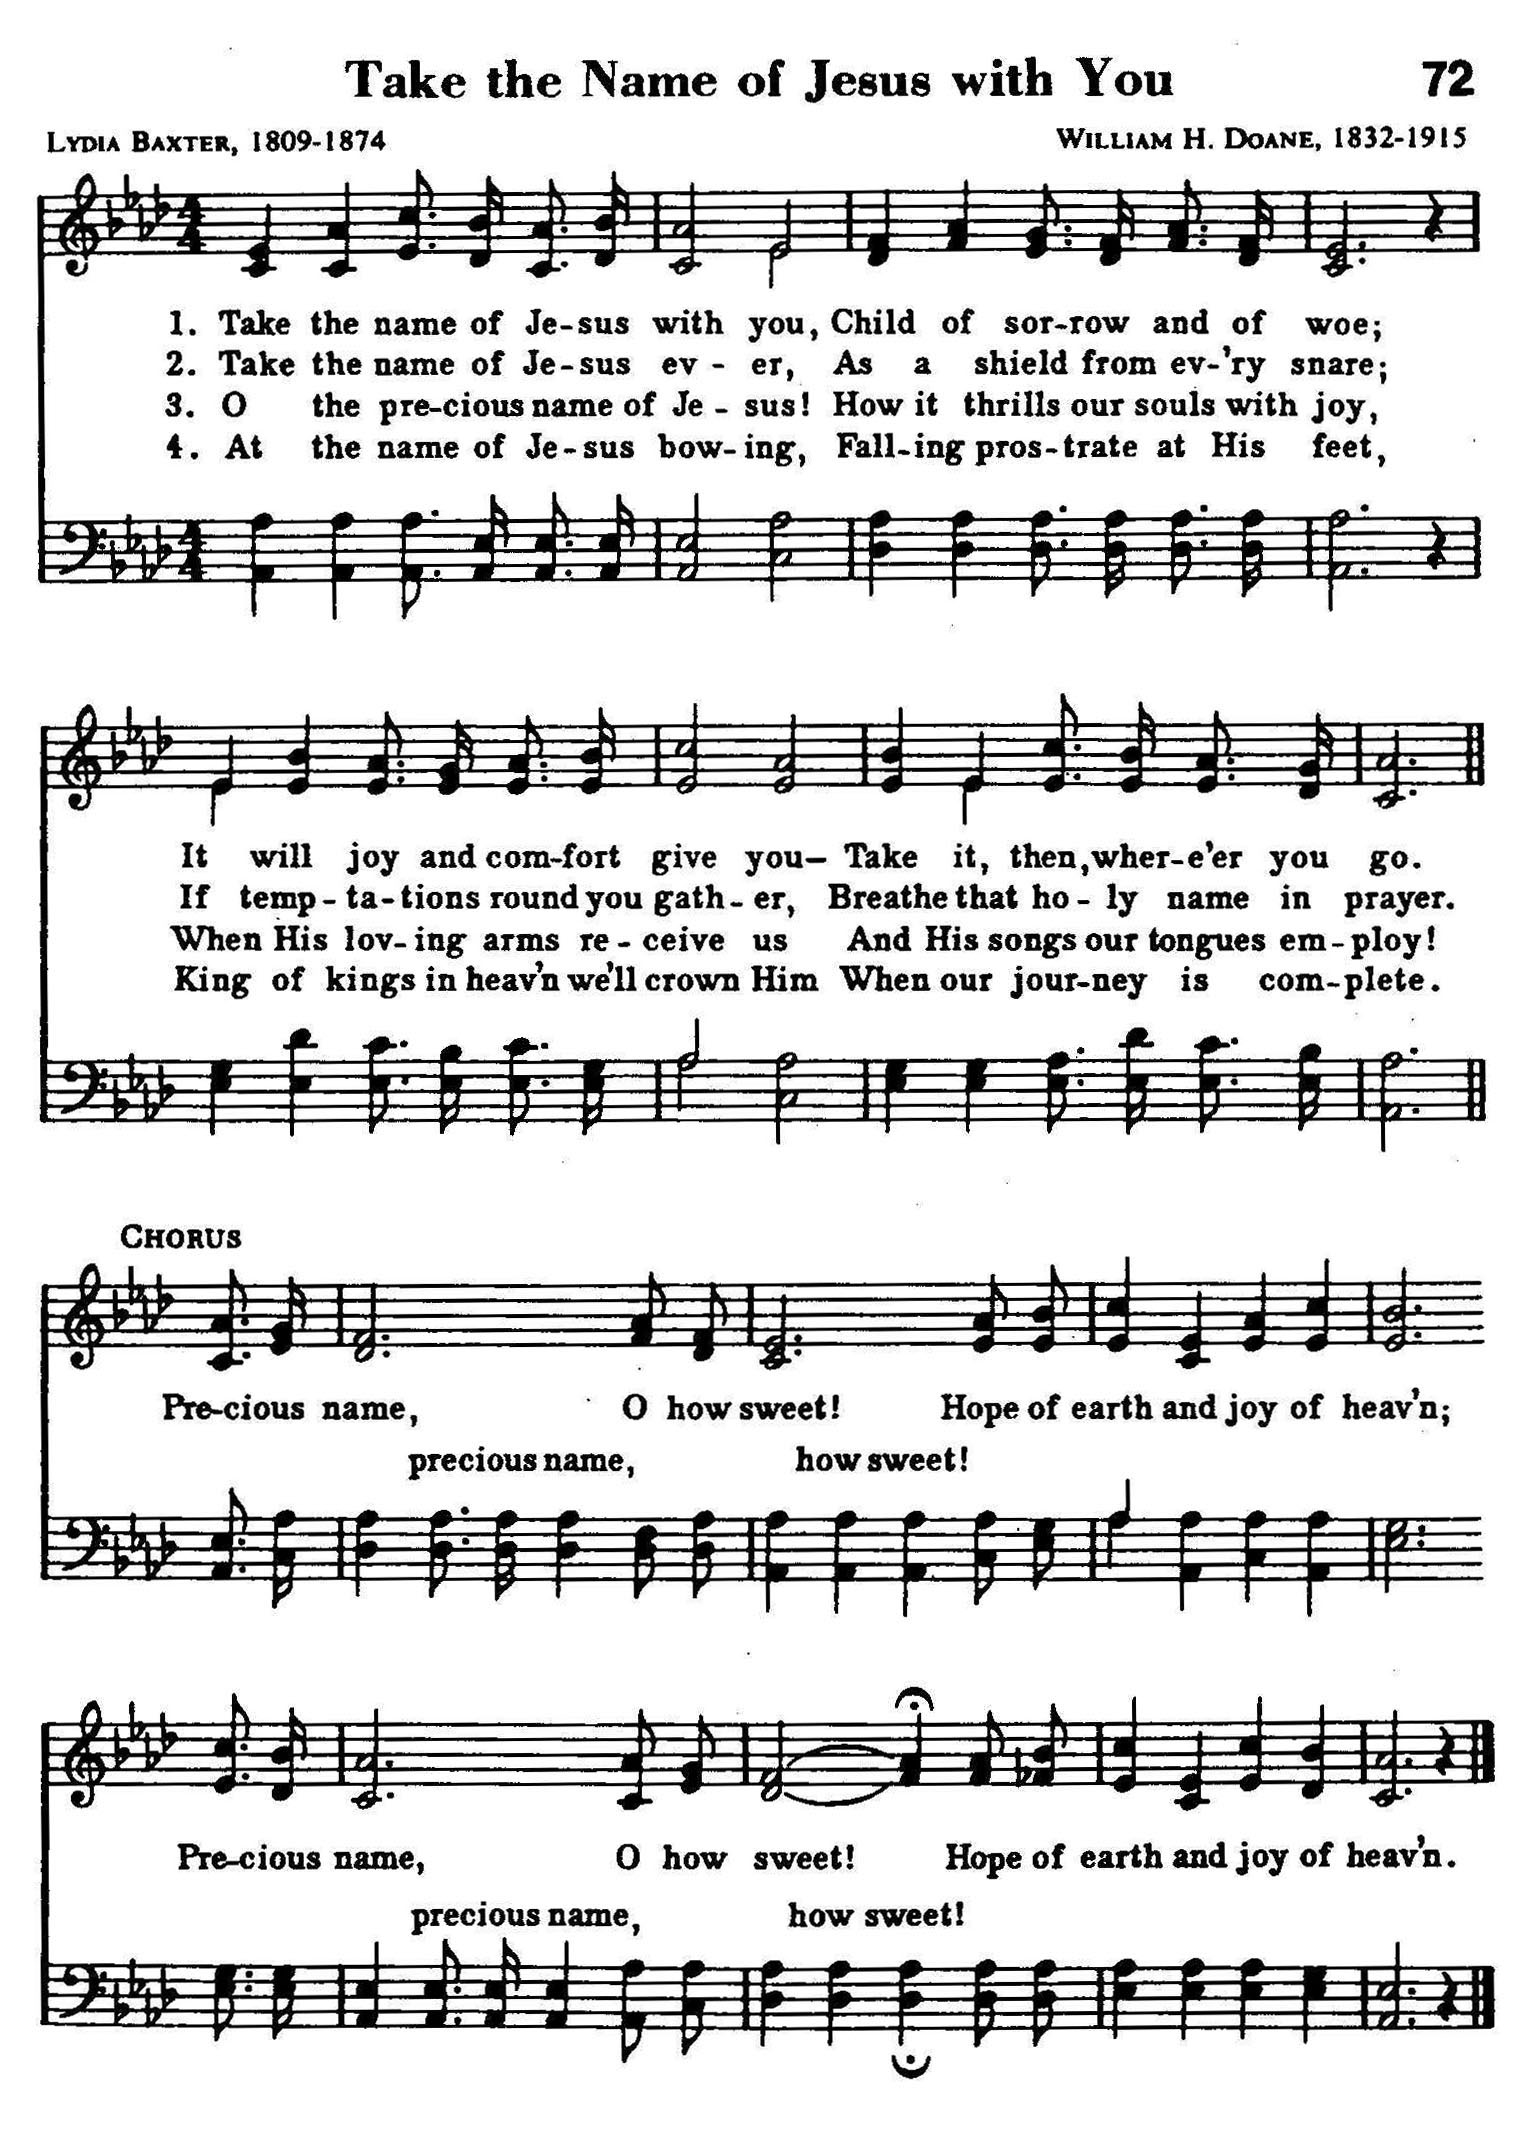 Take the Name of Jesus with You 72
LYDIA BAXTER, 1809-1874 WILLIAM H. DOANE, 1832-1915
1. Take the name of Je-sus with you, Child of sor-row and of woe;
2. Take the name of Je-sus ev - er, As a shield from ev-'ry snare;
3. O the pre-cious name of Je - sus! How it thrills our souls with joy,
4. At the name of Je-sus bow-ing, Fall-ing pros-trate at His feet,
It will joy and com-fort give you- Take it, then, wher-e'er you go.
If temp-ta-tions round you gath-er, Breathe that ho-ly name in prayer.
When His lov-ing arms re-ceive us And His songs our tongues em-ploy!
King of kings in heav'n we'll crown Him When our jour-ney is com-plete.
CHORUS
Pre-cious name, O how sweet! Hope of earth and joy of heav'n;
precious name, how sweet!
Pre-cious name, O how sweet! Hope of earth and joy of heav'n.
precious name, how sweet!